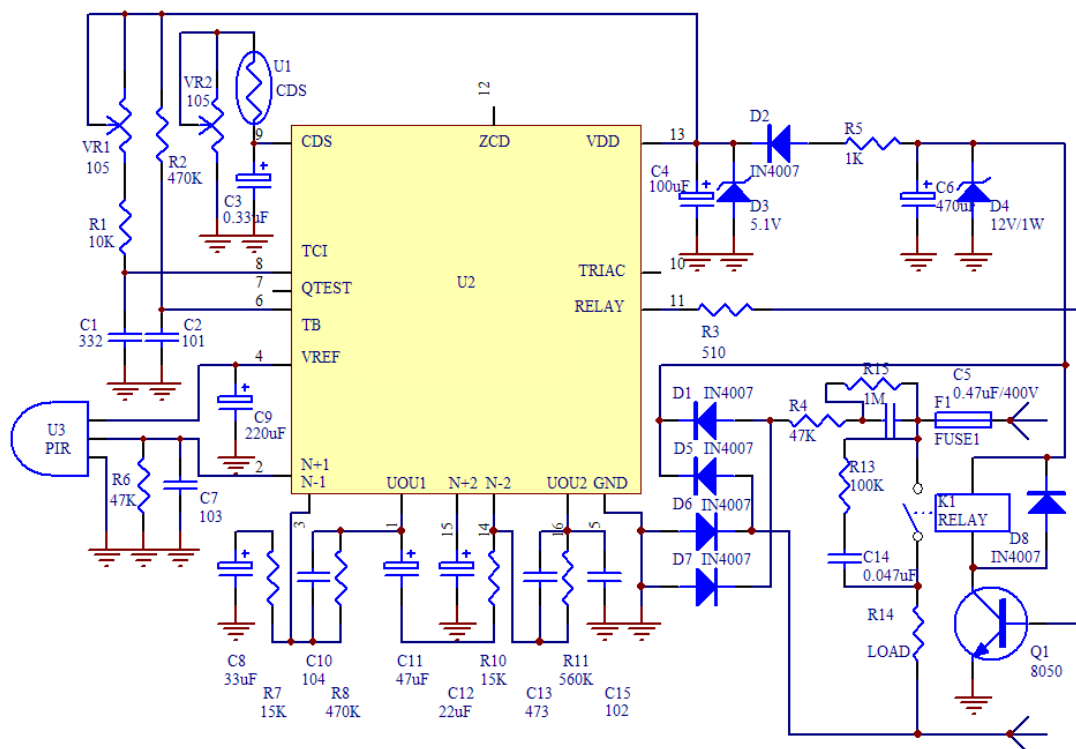 U1
CDS
VR2
105
12
VR1
105
R2
470K
9
CDS
ZCD
VDD
13
D2
IN4007
R5
1K
C3
0.33uF
C4
100uF
D3
5.1V
C6
470uF
D4
12V/1W
R1
10K
TCI
8
QTEST
7
6
TB
U2
TRIAC
10
RELAY
11
R3
510
C1
332
C2
101
4
VREF
C9
220uF
U3
PIR
R6
47K
C7
103
2
N+1
N-1
UOU1
N+2
N-2
UOU2
GND
3
1
15
14
16
5
D1
IN4007
D5
IN4007
D6
IN4007
D7
IN4007
R4
47K
R15
1M
C5
0.47uF/400V
F1
FUSE1
R13
100K
K1
RELAY
D8
IN4007
C14
0.047uF
R14
LOAD
Q1
8050
C8
33uF
R7
15K
C10
104
R8
470K
C11
47uF
C12
22uF
R10
15K
C13
473
R11
560K
C15
102